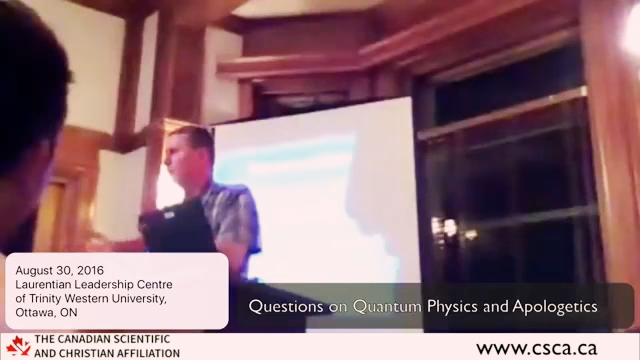 August 30, 2016
Laurentian Leadership Centre
of Trinity Western University,
Ottawa, ON
Questions on Quantum Physics and Apologetics
THE CANADIAN SCIENTIFIC
AND CHRISTIAN AFFILIATION
www.csca.ca